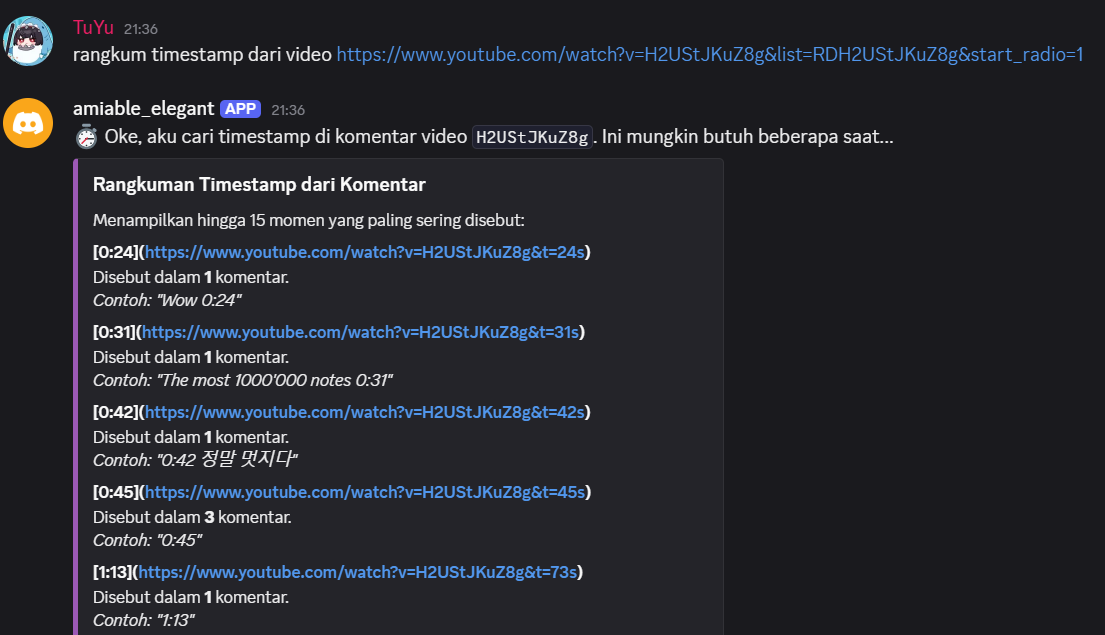 TuYu 21:36
rangkum timestamp dari video https://www.youtube.com/watch?v=H2UStJKuZ8g&list=RDH2UStJKuZ8g&start_radio=1
amiable_elegant APP 21:36
⏱️ Oke, aku cari timestamp di komentar video H2UStJKuZ8g. Ini mungkin butuh beberapa saat...
Rangkuman Timestamp dari Komentar
Menampilkan hingga 15 momen yang paling sering disebut:
[0:24](https://www.youtube.com/watch?v=H2UStJKuZ8g&t=24s)
Disebut dalam 1 komentar.
Contoh: "Wow 0:24"
[0:31](https://www.youtube.com/watch?v=H2UStJKuZ8g&t=31s)
Disebut dalam 1 komentar.
Contoh: "The most 1000'000 notes 0:31"
[0:42](https://www.youtube.com/watch?v=H2UStJKuZ8g&t=42s)
Disebut dalam 1 komentar.
Contoh: "0:42 정말 멋지다"
[0:45](https://www.youtube.com/watch?v=H2UStJKuZ8g&t=45s)
Disebut dalam 3 komentar.
Contoh: "0:45"
[1:13](https://www.youtube.com/watch?v=H2UStJKuZ8g&t=73s)
Disebut dalam 1 komentar.
Contoh: "1:13"